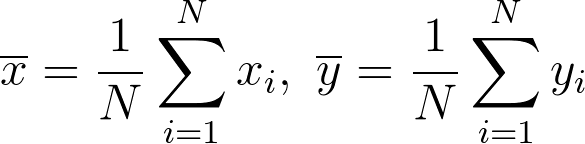 $\overline{x} = \frac{1}{N} \sum_{i=1}^{N} x_i, \ \overline{y} = \frac{1}{N} \sum_{i=1}^{N} y_i$